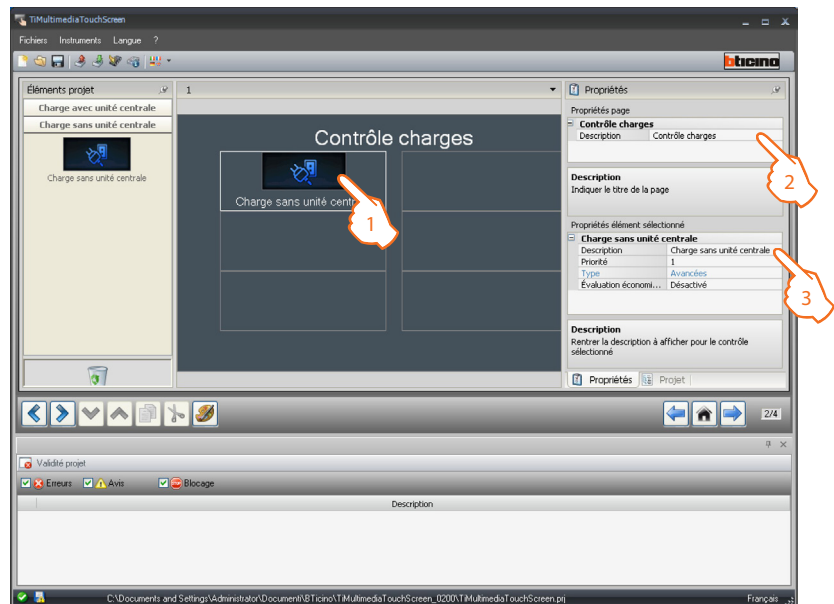 TiMultimediaTouchScreen
Fichiers Instruments Langue ?
bticino
Éléments projet
1
Propriétés
Charge avec unité centrale
Charge sans unité centrale
Charge sans unité centrale
Contrôle charges
Charge sans unité
1
Propriétés page
Contrôle charges
Description Contrôle charges
2
Description
Indiquer le titre de la page
Propriétés élément sélectionné
Charge sans unité centrale
Description Charge sans unité centrale
Priorité 1
Type Avancées
Évaluation économi... Désactivé
3
Description
Rentrer la description à afficher pour le contrôle
sélectionné
Propriétés Projet
2/4
Validité projet
Erreurs Avis Blocage
Description
C:\Documents and Settings\Administrator\Documenti\BTicino\TiMultimediaTouchScreen_0200\TiMultimediaTouchScreen.prj
Français